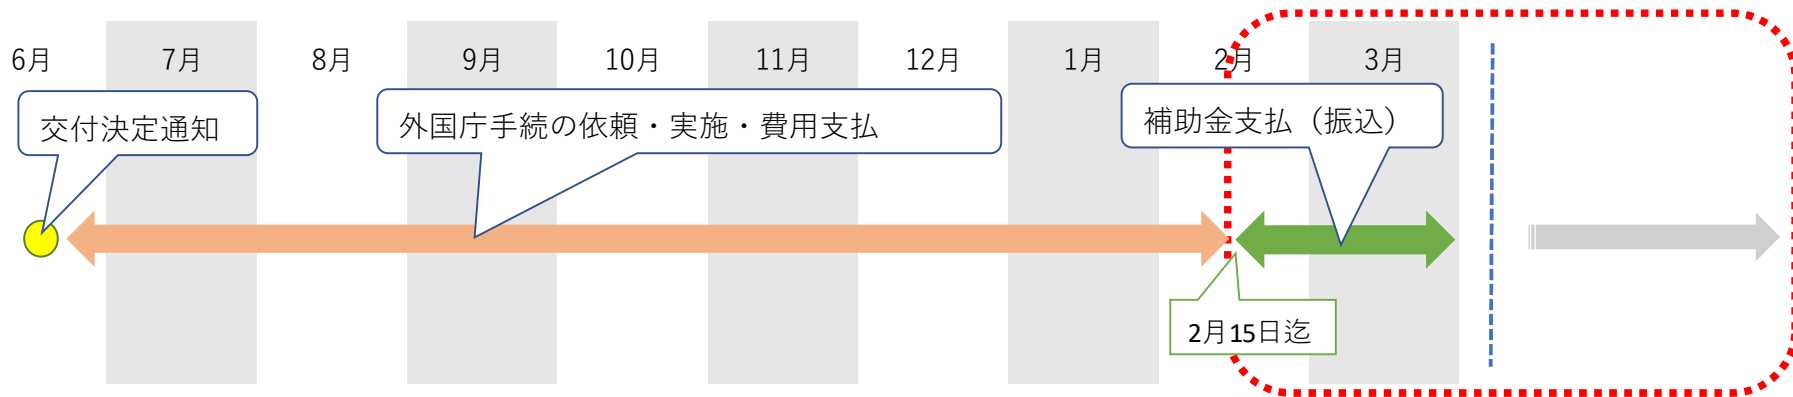 6月
7月
8月
9月
10月
11月
12月
1月
2月
3月
交付決定通知
外国庁手続の依頼・実施・費用支払
補助金支払（振込）
2月15日迄